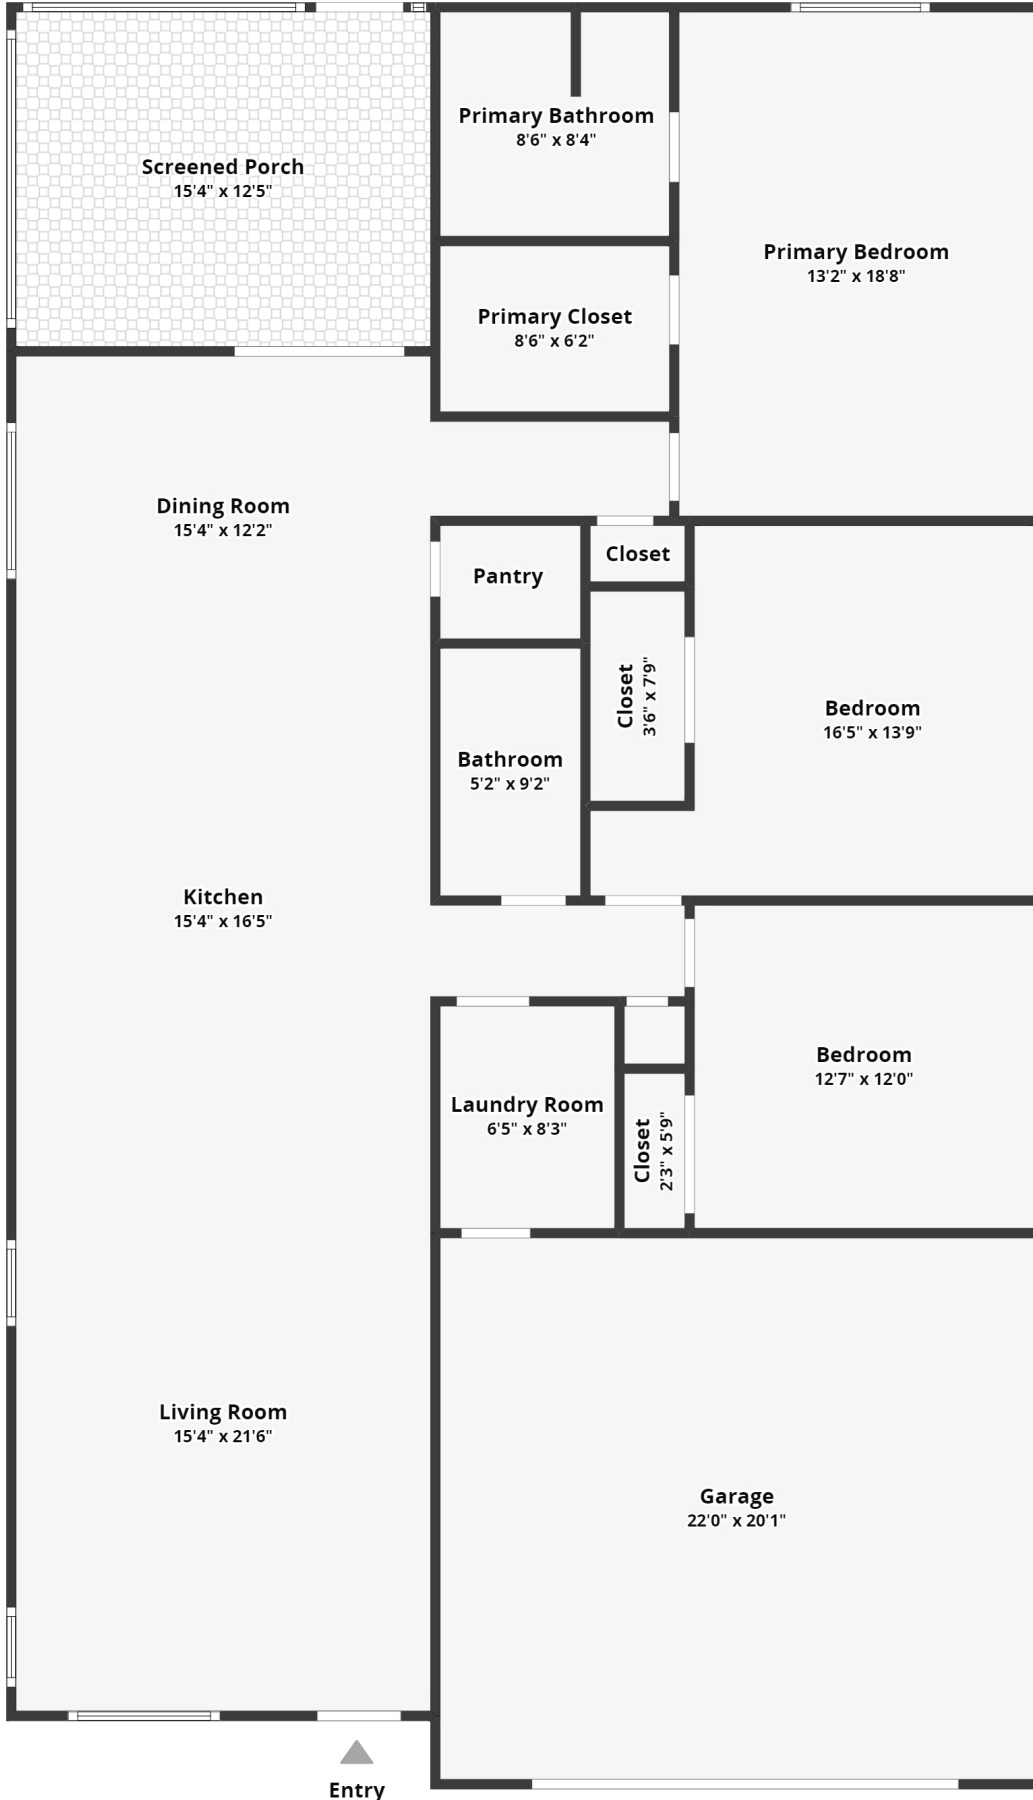 Primary Bathroom
8'6" x 8'4"
Screened Porch
15'4" x 12'5"
Primary Bedroom
13'2" x 18'8"
Primary Closet
8'6" x 6'2"
Dining Room
15'4" x 12'2"
Closet
Pantry
Closet
3'6" x 7'9"
Bedroom
16'5" x 13'9"
Bathroom
5'2" x 9'2"
Kitchen
15'4" x 16'5"
Bedroom
12'7" x 12'0"
Laundry Room
6'5" x 8'3"
Closet
2'3" x 5'9"
Living Room
15'4" x 21'6"
Garage
22'0" x 20'1"
Entry